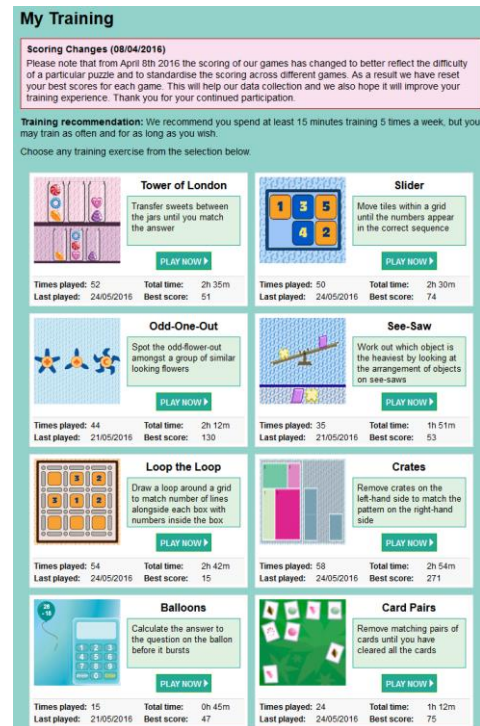 My Training
Scoring Changes (08/04/2016)
Please note that from April 8th 2016 the scoring of our games has changed to better reflect the difficulty
of a particular puzzle and to standardise the scoring across different games. As a result we have reset
your best scores for each game. This will help our data collection and we also hope it will improve your
training experience. Thank you for your continued participation.
Training recommendation: We recommend you spend at least 15 minutes training 5 times a week, but you
may train as often and for as long as you wish.
Choose any training exercise from the selection below.
Tower of London
Transfer sweets between
the jars until you match
the answer
PLAY NOW
Times played: 52 Total time: 2h 35m
Last played: 24/05/2016 Best score: 51
Slider
1 3 5
4 2
Move tiles within a grid
until the numbers appear
in the correct sequence
PLAY NOW
Times played: 50 Total time: 2h 30m
Last played: 24/05/2016 Best score: 74
Odd-One-Out
Spot the odd-flower-out
amongst a group of similar
looking flowers
PLAY NOW
Times played: 44 Total time: 2h 12m
Last played: 21/05/2016 Best score: 130
See-Saw
Work out which object is
the heaviest by looking at
the arrangement of objects
on see-saws
PLAY NOW
Times played: 35 Total time: 1h 51m
Last played: 21/05/2016 Best score: 53
Loop the Loop
3 2
3 1 2
Draw a loop around a grid
to match number of lines
alongside each box with
numbers inside the box
PLAY NOW
Times played: 54 Total time: 2h 42m
Last played: 24/05/2016 Best score: 15
Crates
Remove crates on the
left-hand side to match the
pattern on the right-hand
side
PLAY NOW
Times played: 58 Total time: 2h 54m
Last played: 24/05/2016 Best score: 271
Balloons
1 2 3
4 5 6
7 8 9
0
Calculate the answer to
the question on the ballon
before it bursts
PLAY NOW
Times played: 15 Total time: 0h 45m
Last played: 21/05/2016 Best score: 47
Card Pairs
Remove matching pairs of
cards until you have
cleared all the cards
PLAY NOW
Times played: 24 Total time: 1h 12m
Last played: 24/05/2016 Best score: 75